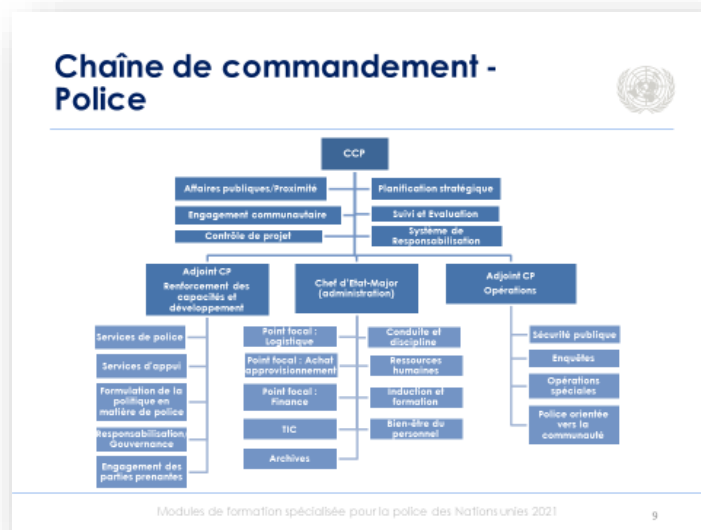 Chaîne de commandement -
Police
CCP
Affaires publiques/Proximité
Planification stratégique
Engagement communautaire
Suivi et Evaluation
Contrôle de projet
Système de
Responsabilisation
Adjoint CP
Renforcement des
capacités et
développement
Chef d'Etat-Major
(administration)
Adjoint CP
Opérations
Services de police
Services d'appui
Formulation de la
politique en
matière de police
Responsabilisation/
Gouvernance
Engagement des
parties prenantes
Point focal :
Logistique
Conduite et
discipline
Point focal : Achat
approvisionnement
Ressources
humaines
Point focal :
Finance
Induction et
formation
TIC
Bien-être du
personnel
Archives
Sécurité publique
Enquêtes
Opérations
spéciales
Police orientée
vers la
communauté
Modules de formation spécialisée pour la police des Nations unies 2021
9